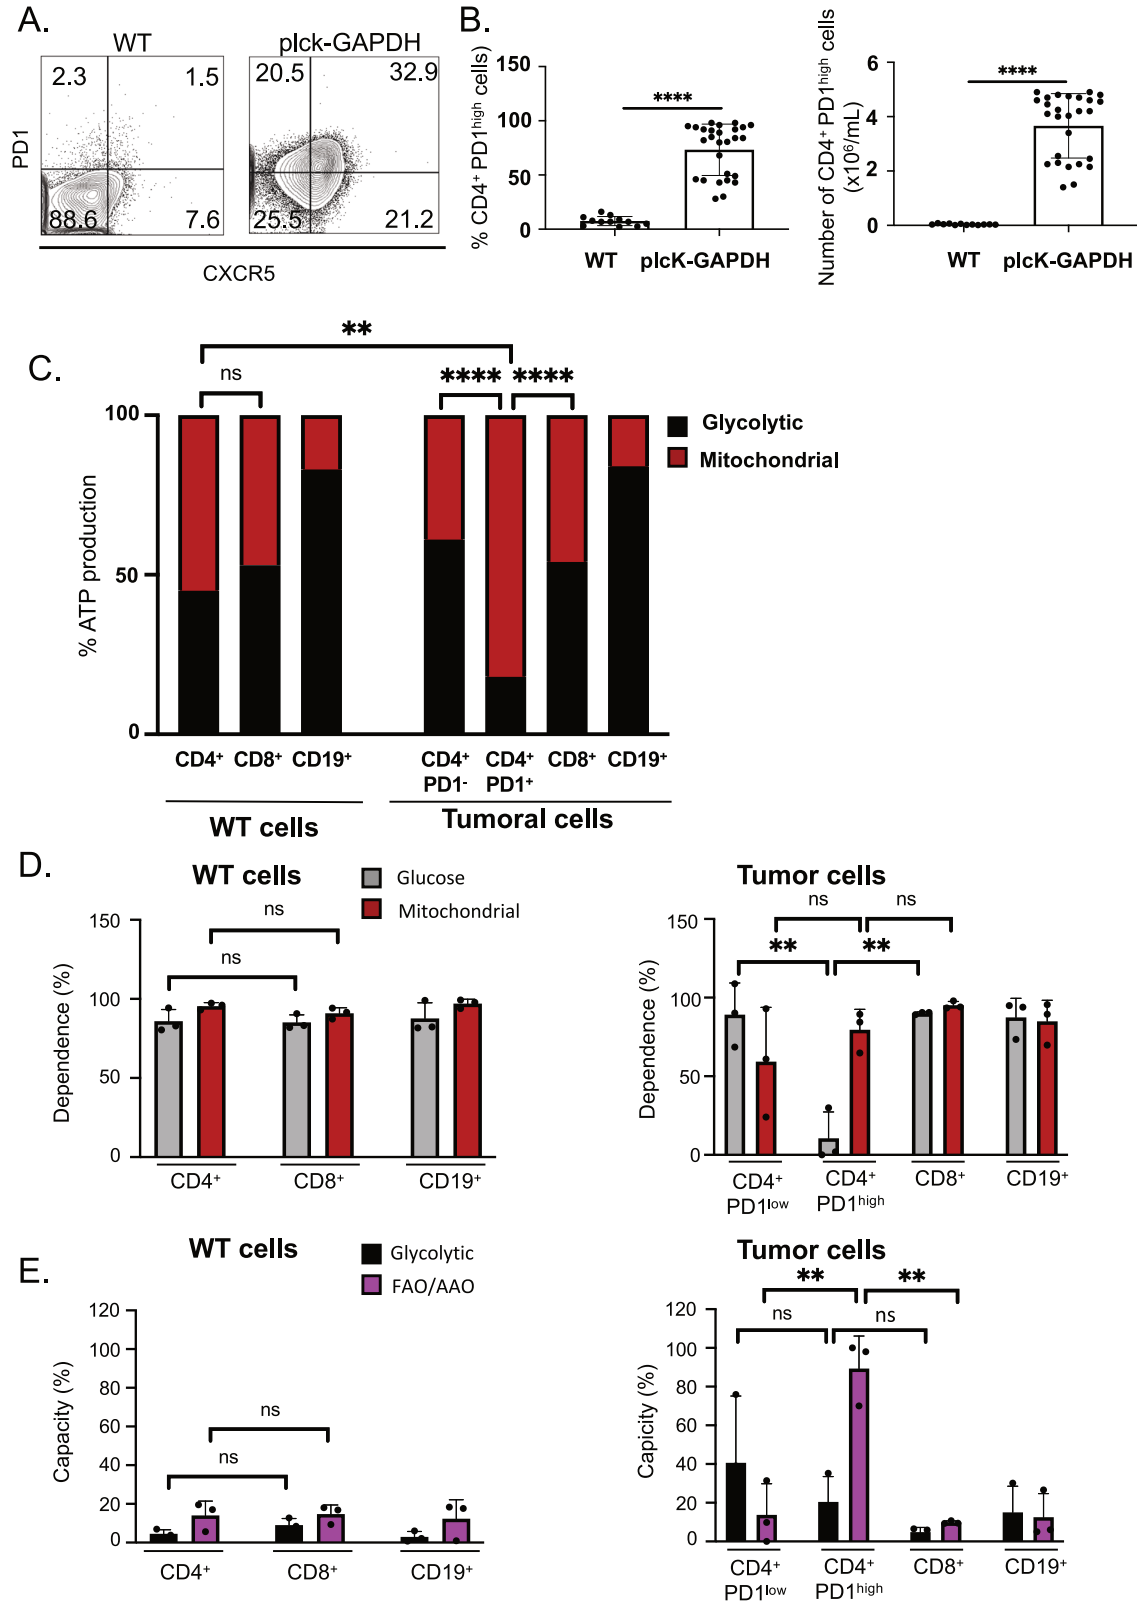 A.
WT
plck-GAPDH
2.3
1.5
20.5
32.9
PD1
88.6
7.6
25.5
21.2
CXCR5
B.
% CD4+ PD1high cells)
150
100
50
0
****
WT
plcK-GAPDH
Number of CD4+ PD1high cells
(x10⁶/mL)
6
4
2
0
****
WT
plcK-GAPDH
C.
**
ns
****
****
% ATP production
100
50
0
Glycolytic
Mitochondrial
CD4+
CD8+
CD19+
CD4+
PD1-
CD4+
PD1+
CD8+
CD19+
WT cells
Tumoral cells
D.
WT cells
Glucose
Mitochondrial
Dependence (%)
150
100
50
0
ns
ns
CD4+
CD8+
CD19+
Tumor cells
Dependence (%)
150
100
50
0
ns
ns
**
**
CD4+
PD1low
CD4+
PD1high
CD8+
CD19+
E.
WT cells
Glycolytic
FAO/AAO
Capacity (%)
120
100
80
60
40
20
0
ns
ns
CD4+
CD8+
CD19+
Tumor cells
Capicity (%)
120
100
80
60
40
20
0
**
**
ns
ns
CD4+
PD1low
CD4+
PD1high
CD8+
CD19+